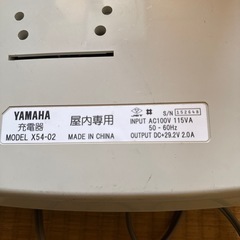 YAMAHA
充電器
MODEL X54-02
屋内専用
MADE IN CHINA
S/N 152648
INPUT AC100V 115VA
50-60Hz
OUTPUT DC+29.2V 2.0A